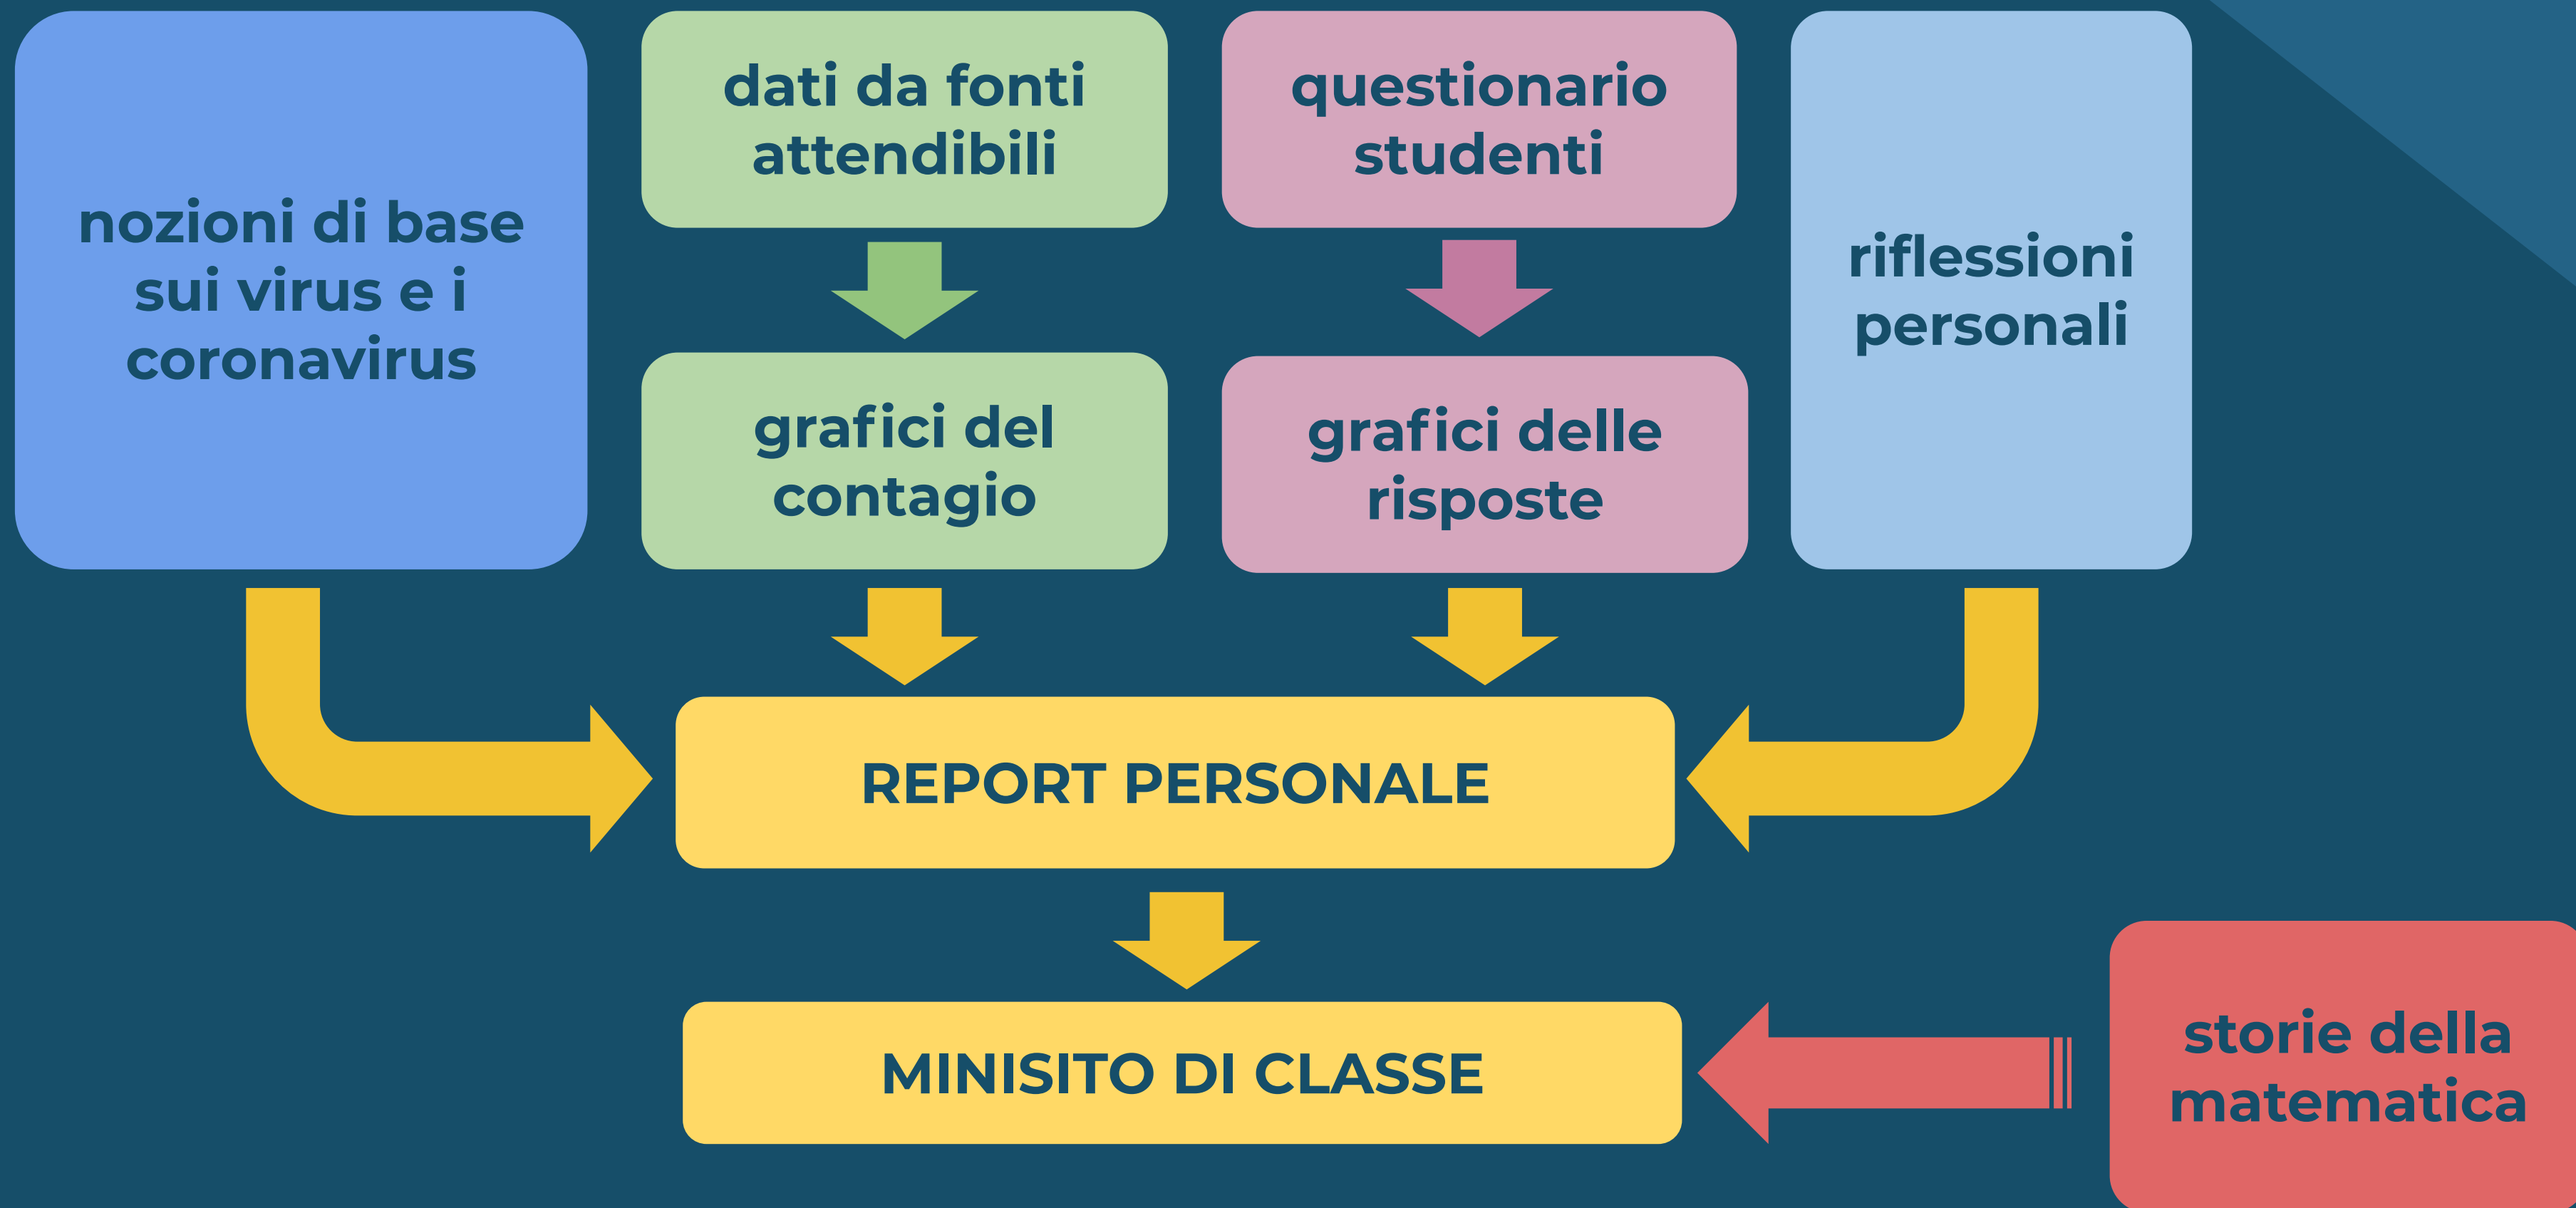 nozioni di base
sui virus e i
coronavirus
dati da fonti
attendibili
grafici del
contagio
questionario
studenti
grafici delle
risposte
riflessioni
personali
REPORT PERSONALE
MINISITO DI CLASSE
storie della
matematica